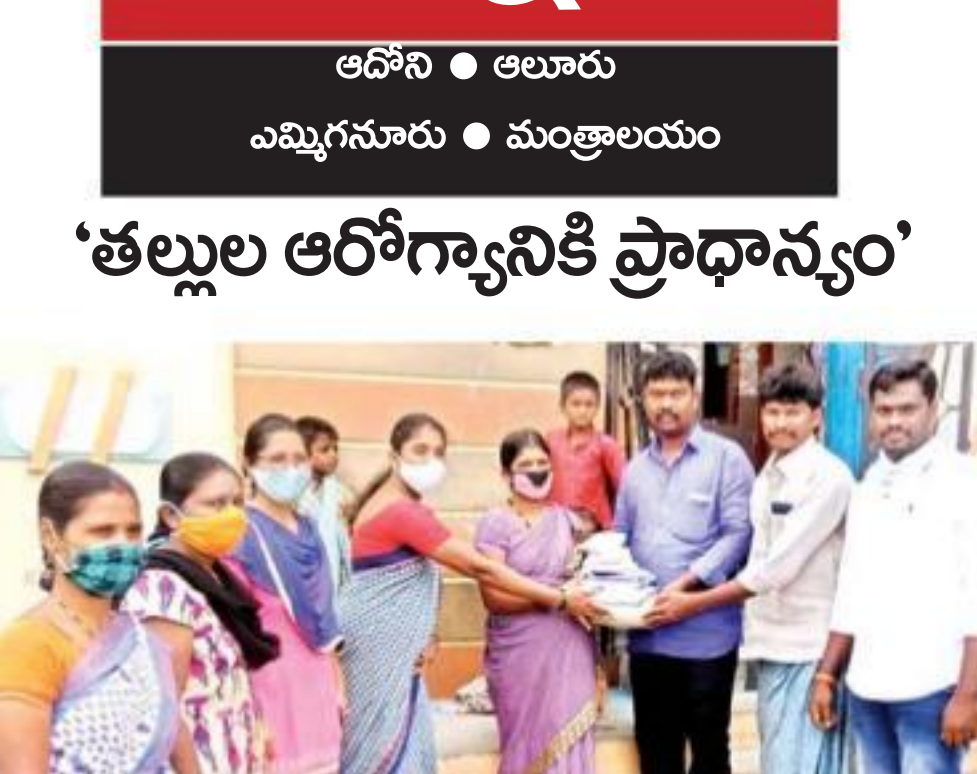 ఆదోని ● ఆలూరు
ఎమ్మిగనూరు ● మంత్రాలయం
‘తల్లుల ఆరోగ్యానికి ప్రాధాన్యం’